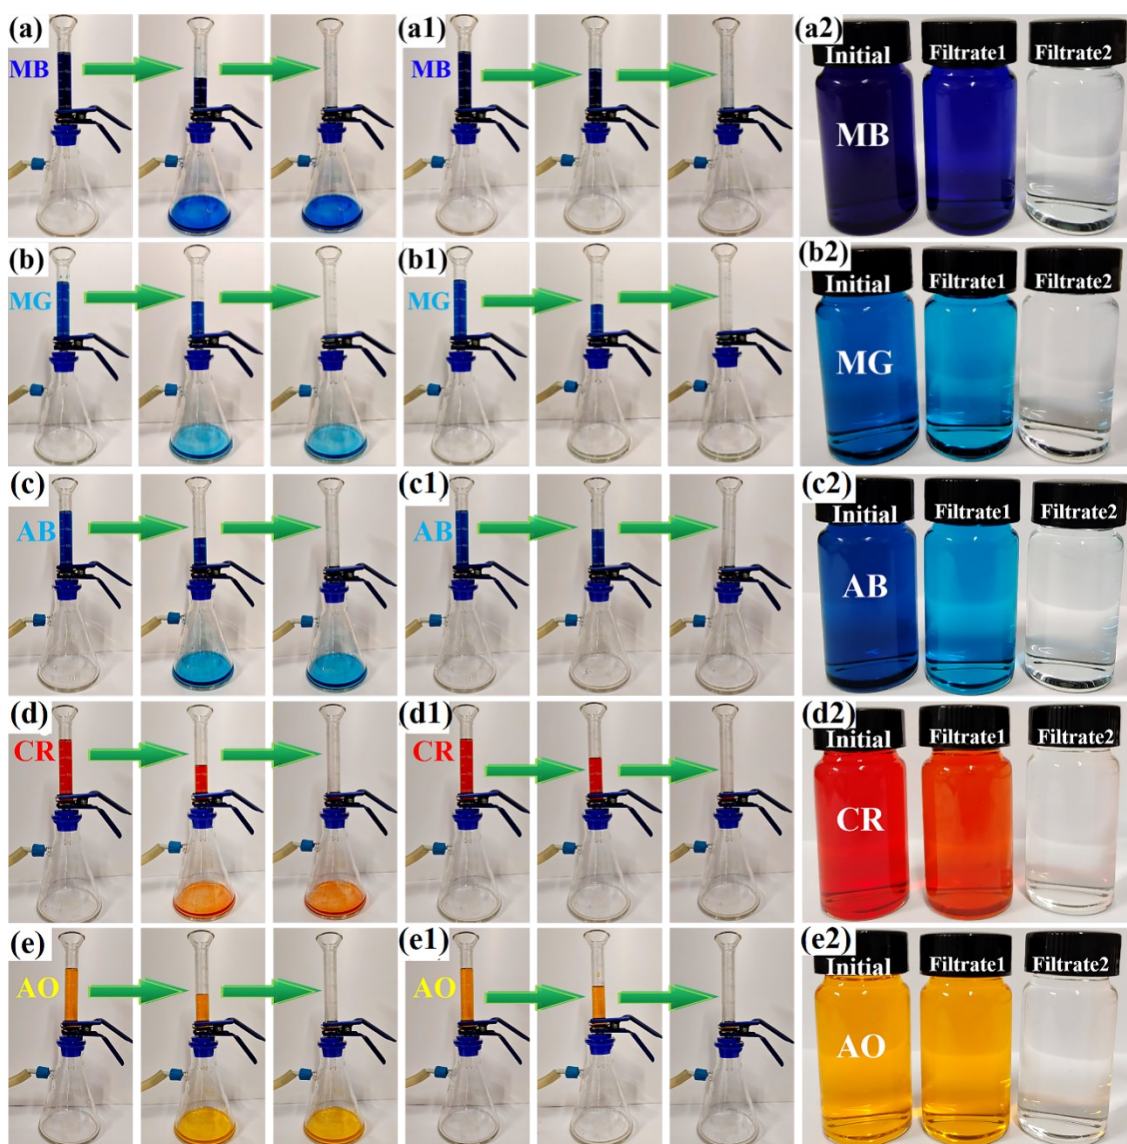 (a)
MB
(a1)
MB
(a2)
Initial
Filtrate1
Filtrate2
MB
(b)
MG
(b1)
MG
(b2)
Initial
Filtrate1
Filtrate2
MG
(c)
AB
(c1)
AB
(c2)
Initial
Filtrate1
Filtrate2
AB
(d)
CR
(d1)
CR
(d2)
Initial
Filtrate1
Filtrate2
CR
(e)
AO
(e1)
AO
(e2)
Initial
Filtrate1
Filtrate2
AO